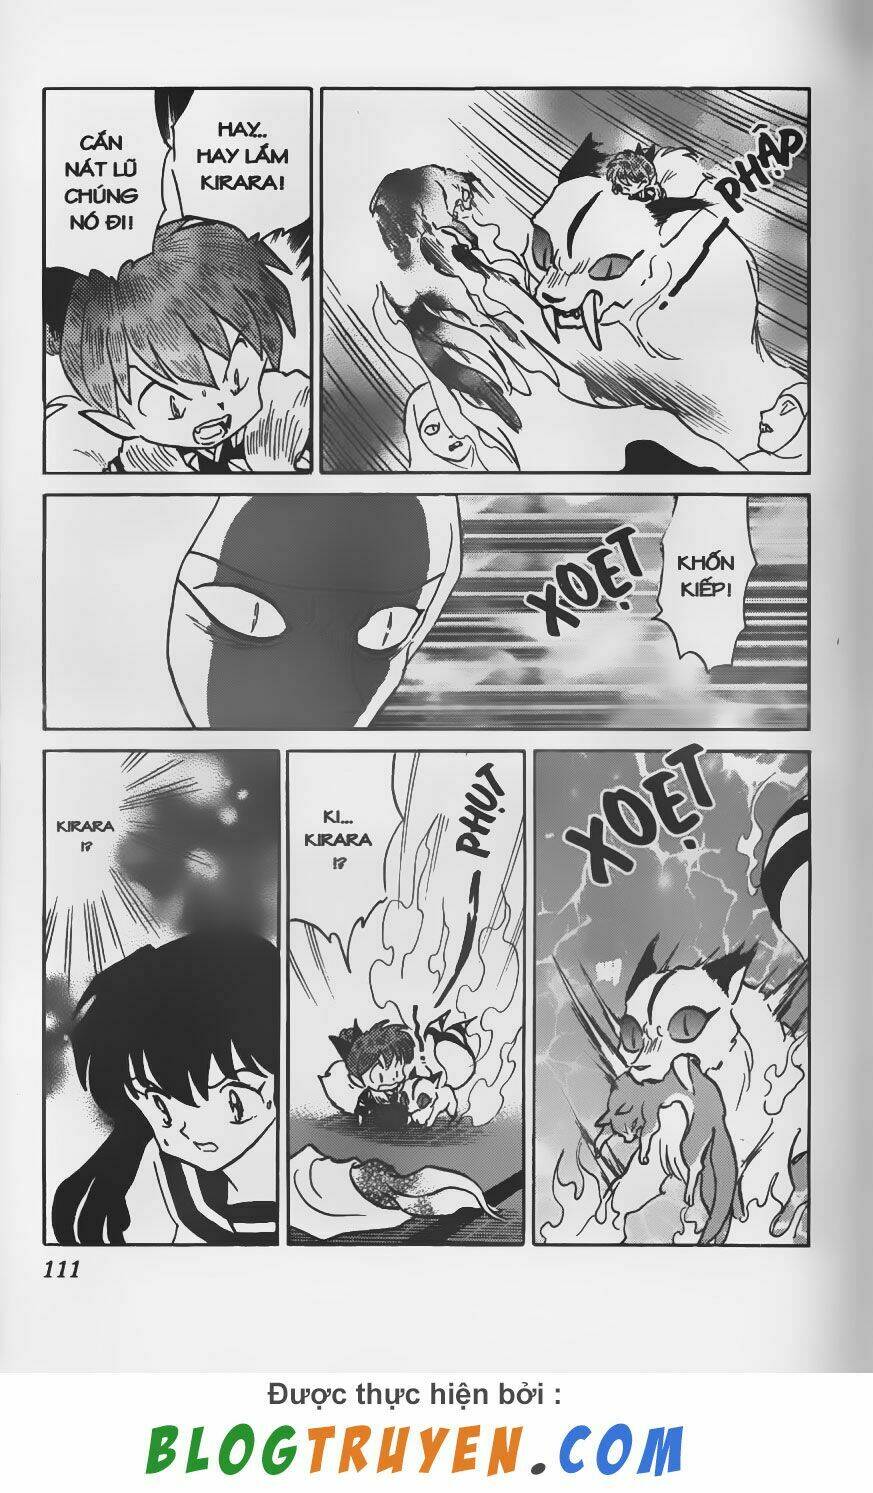 PHẬP
HAY...
HAY LẮM
KIRARA!
CẮN
NÁT LŨ
CHÚNG
NÓ ĐI!
KHỐN
KIẾP!
XOẸT
XOẸT
PHỤT
KI...
KIRARA
!?
KIRARA
!?
111
Được thực hiện bởi :
BLOGTRUYEN.COM